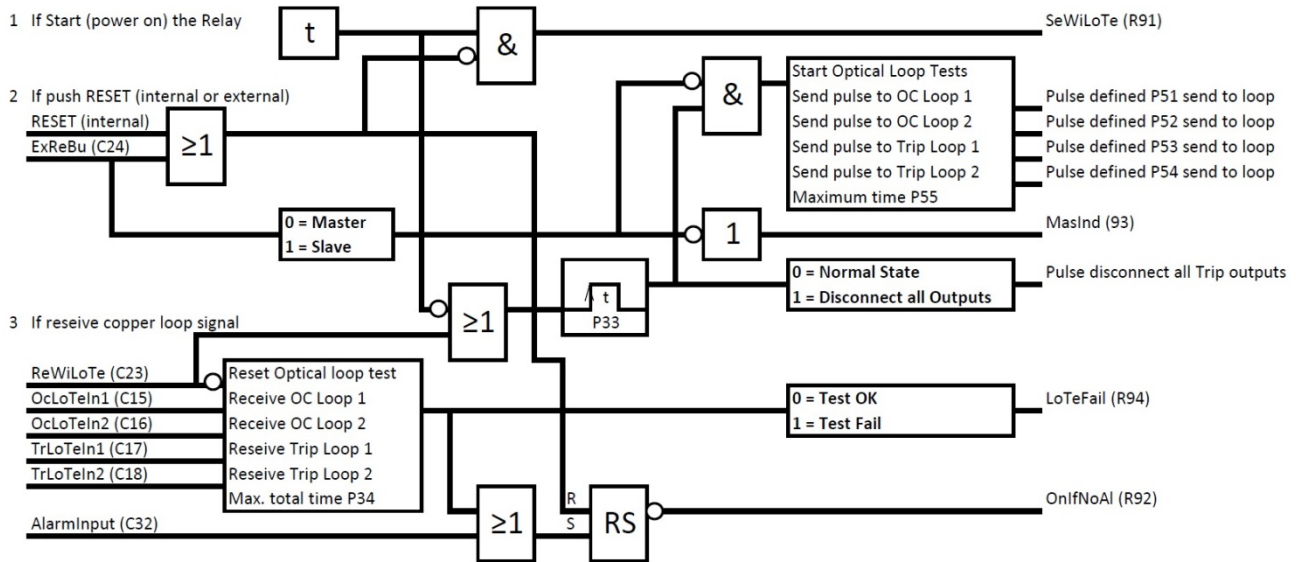 1 If Start (power on) the Relay
t
&
SeWiLoTe (R91)
2 If push RESET (internal or external)
RESET (internal)
ExReBu (C24)
≥1
&
Start Optical Loop Tests
Send pulse to OC Loop 1
Send pulse to OC Loop 2
Send pulse to Trip Loop 1
Send pulse to Trip Loop 2
Maximum time P55
Pulse defined P51 send to loop
Pulse defined P52 send to loop
Pulse defined P53 send to loop
Pulse defined P54 send to loop
0 = Master
1 = Slave
1
MasInd (93)
0 = Normal State
1 = Disconnect all Outputs
Pulse disconnect all Trip outputs
≥1
t
P33
3 If reseive copper loop signal
ReWiLoTe (C23)
OcLoTeIn1 (C15)
OcLoTeIn2 (C16)
TrLoTeIn1 (C17)
TrLoTeIn2 (C18)
Reset Optical loop test
Receive OC Loop 1
Receive OC Loop 2
Reseive Trip Loop 1
Reseive Trip Loop 2
Max. total time P34
0 = Test OK
1 = Test Fail
LoTeFail (R94)
AlarmInput (C32)
≥1
R
S
RS
OnIfNoAl (R92)